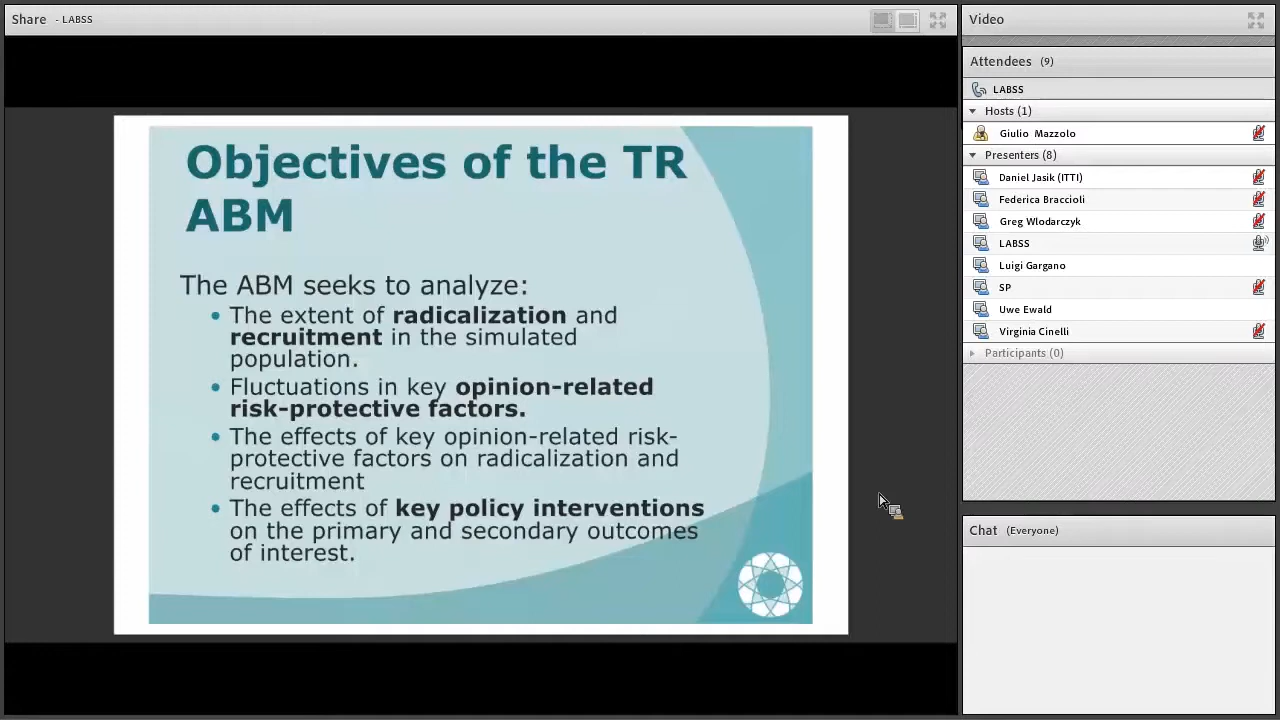 Share - LABSS
Objectives of the TR
ABM
The ABM seeks to analyze:
• The extent of radicalization and
recruitment in the simulated
population.
• Fluctuations in key opinion-related
risk-protective factors.
• The effects of key opinion-related risk-
protective factors on radicalization and
recruitment
• The effects of key policy interventions
on the primary and secondary outcomes
of interest.
Video
Attendees (9)
LABSS
Hosts (1)
Giulio Mazzolo
Presenters (8)
Daniel Jasik (ITTI)
Federica Braccioli
Greg Wlodarczyk
LABSS
Luigi Gargano
SP
Uwe Ewald
Virginia Cinelli
Participants (0)
Chat (Everyone)